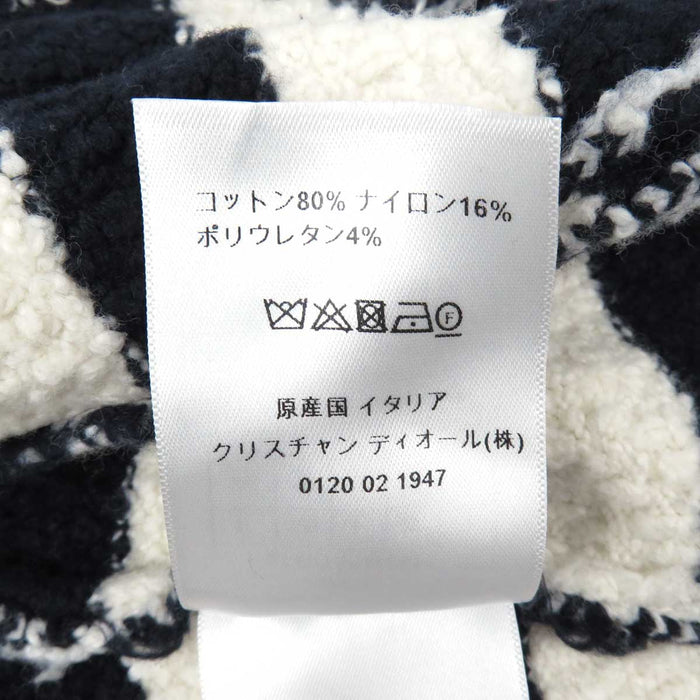 コットン80% ナイロン16%
ポリウレタン4%
F
原産国 イタリア
クリスチャン ディオール(株)
0120 02 1947